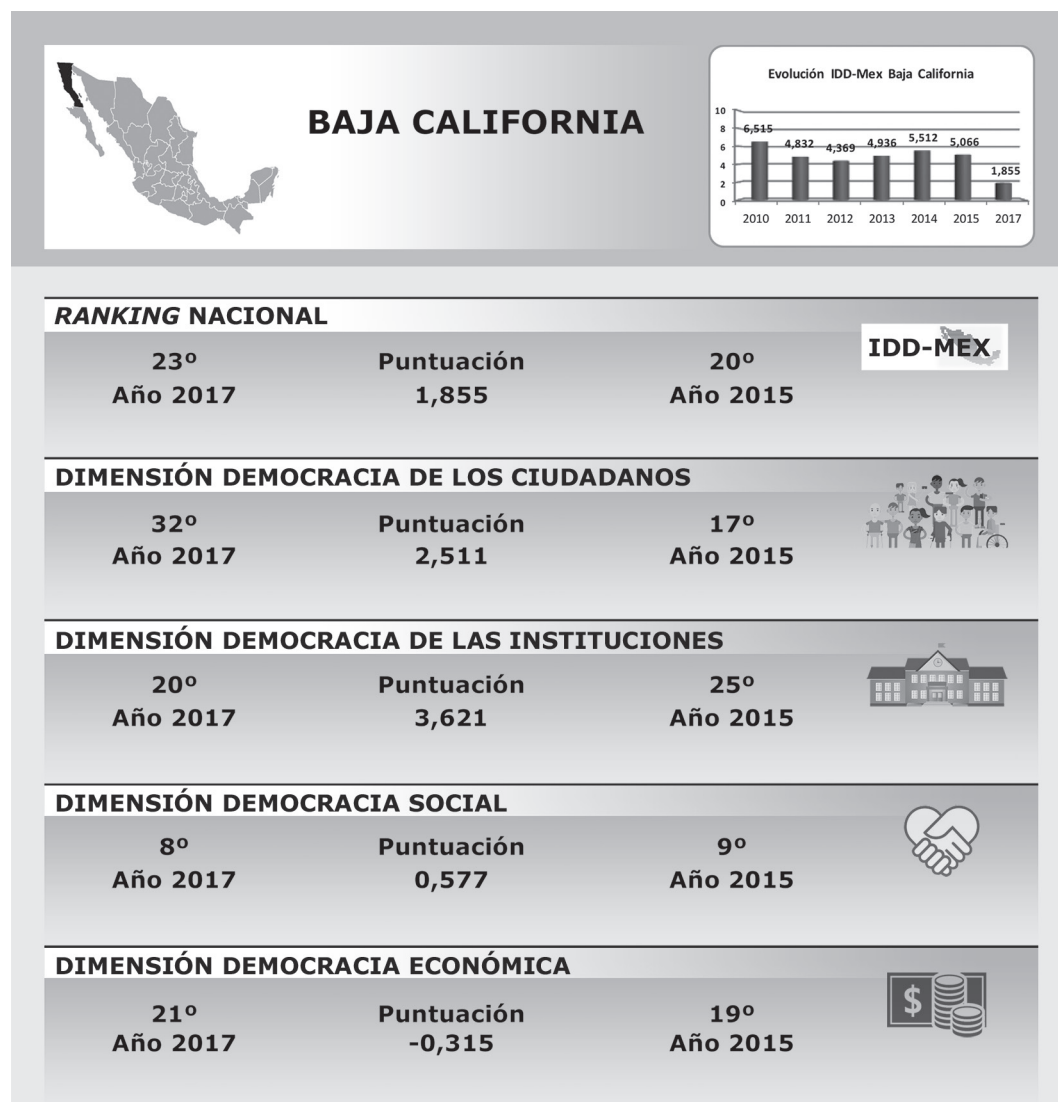 BAJA CALIFORNIA
Evolución IDD-Mex Baja California
10
8
6
4
2
0
6,515
4,832
4,369
4,936
5,512
5,066
1,855
2010 2011 2012 2013 2014 2015 2017
RANKING NACIONAL
IDD-MEX
23º Puntuación 20º
Año 2017 1,855 Año 2015
DIMENSIÓN DEMOCRACIA DE LOS CIUDADANOS
32º Puntuación 17º
Año 2017 2,511 Año 2015
DIMENSIÓN DEMOCRACIA DE LAS INSTITUCIONES
20º Puntuación 25º
Año 2017 3,621 Año 2015
DIMENSIÓN DEMOCRACIA SOCIAL
8º Puntuación 9º
Año 2017 0,577 Año 2015
DIMENSIÓN DEMOCRACIA ECONÓMICA
$
21º Puntuación 19º
Año 2017 -0,315 Año 2015